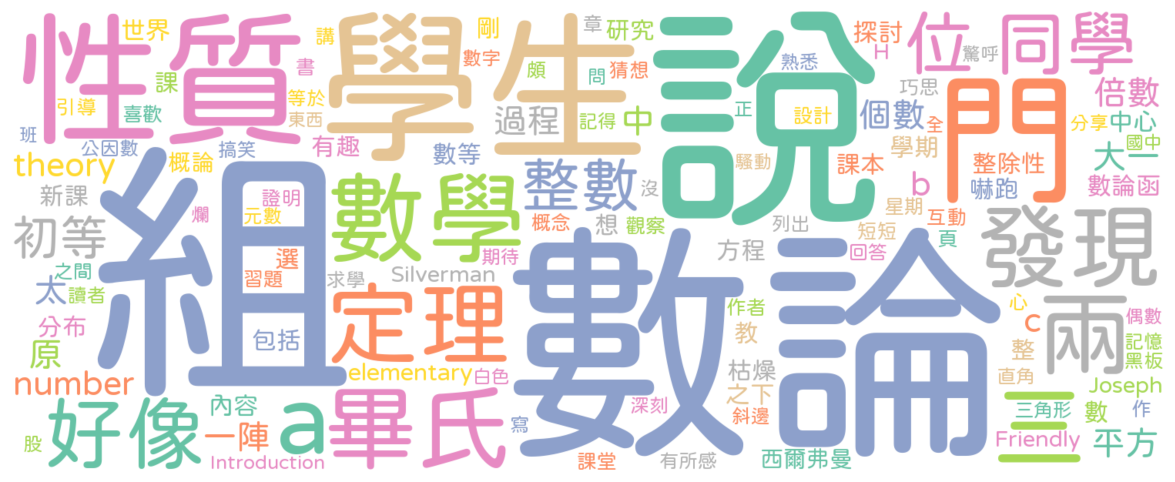 性質
世界
講
學生
剛
章
研究
說
探討
H
位
同學
驚呼
引導
課
喜歡
書
等於
東西
數字
頗
問
猜想
熟悉
巧思
倍數
班
公因數
搞笑
有趣
過程
記得
中
正
設計
個數
全
門
分享
中心
國中
theory
概論
數等
整數
騷動
課本
學期
整除性
大一
新課
證明
爛
元數
數學
概念
沒
想
觀察
b
嚇跑
數論函
初等
組
選
期待
列出
星期
短短
互動
頁
發現
之間
太
讀者
習題
求學
Silverman
數論
方程
回答
心
分布
原
包括
定理
作者
教
c
兩
偶數
整
記憶
黑板
number
elementary
白色
枯燥
之下
直角
Joseph
好像
內容
一陣
a
畢氏
寫
深刻
斜邊
三
三角形
數
作
股
Introduction
課堂
有所感
西爾弗曼
Friendly
平方